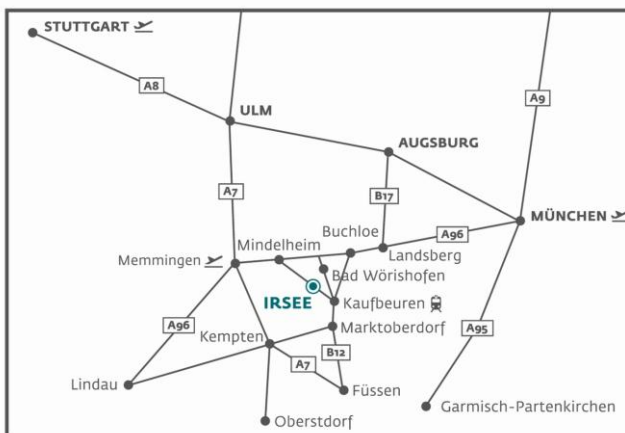 STUTTGART
A8
A9
ULM
AUGSBURG
A7
B17
Buchloe
MÜNCHEN
A96
Mindelheim
Landsberg
Memmingen
Bad Wörishofen
IRSEE
Kaufbeuren
A96
Marktoberdorf
A95
Kempten
B12
A7
Lindau
Füssen
Garmisch-Partenkirchen
Oberstdorf